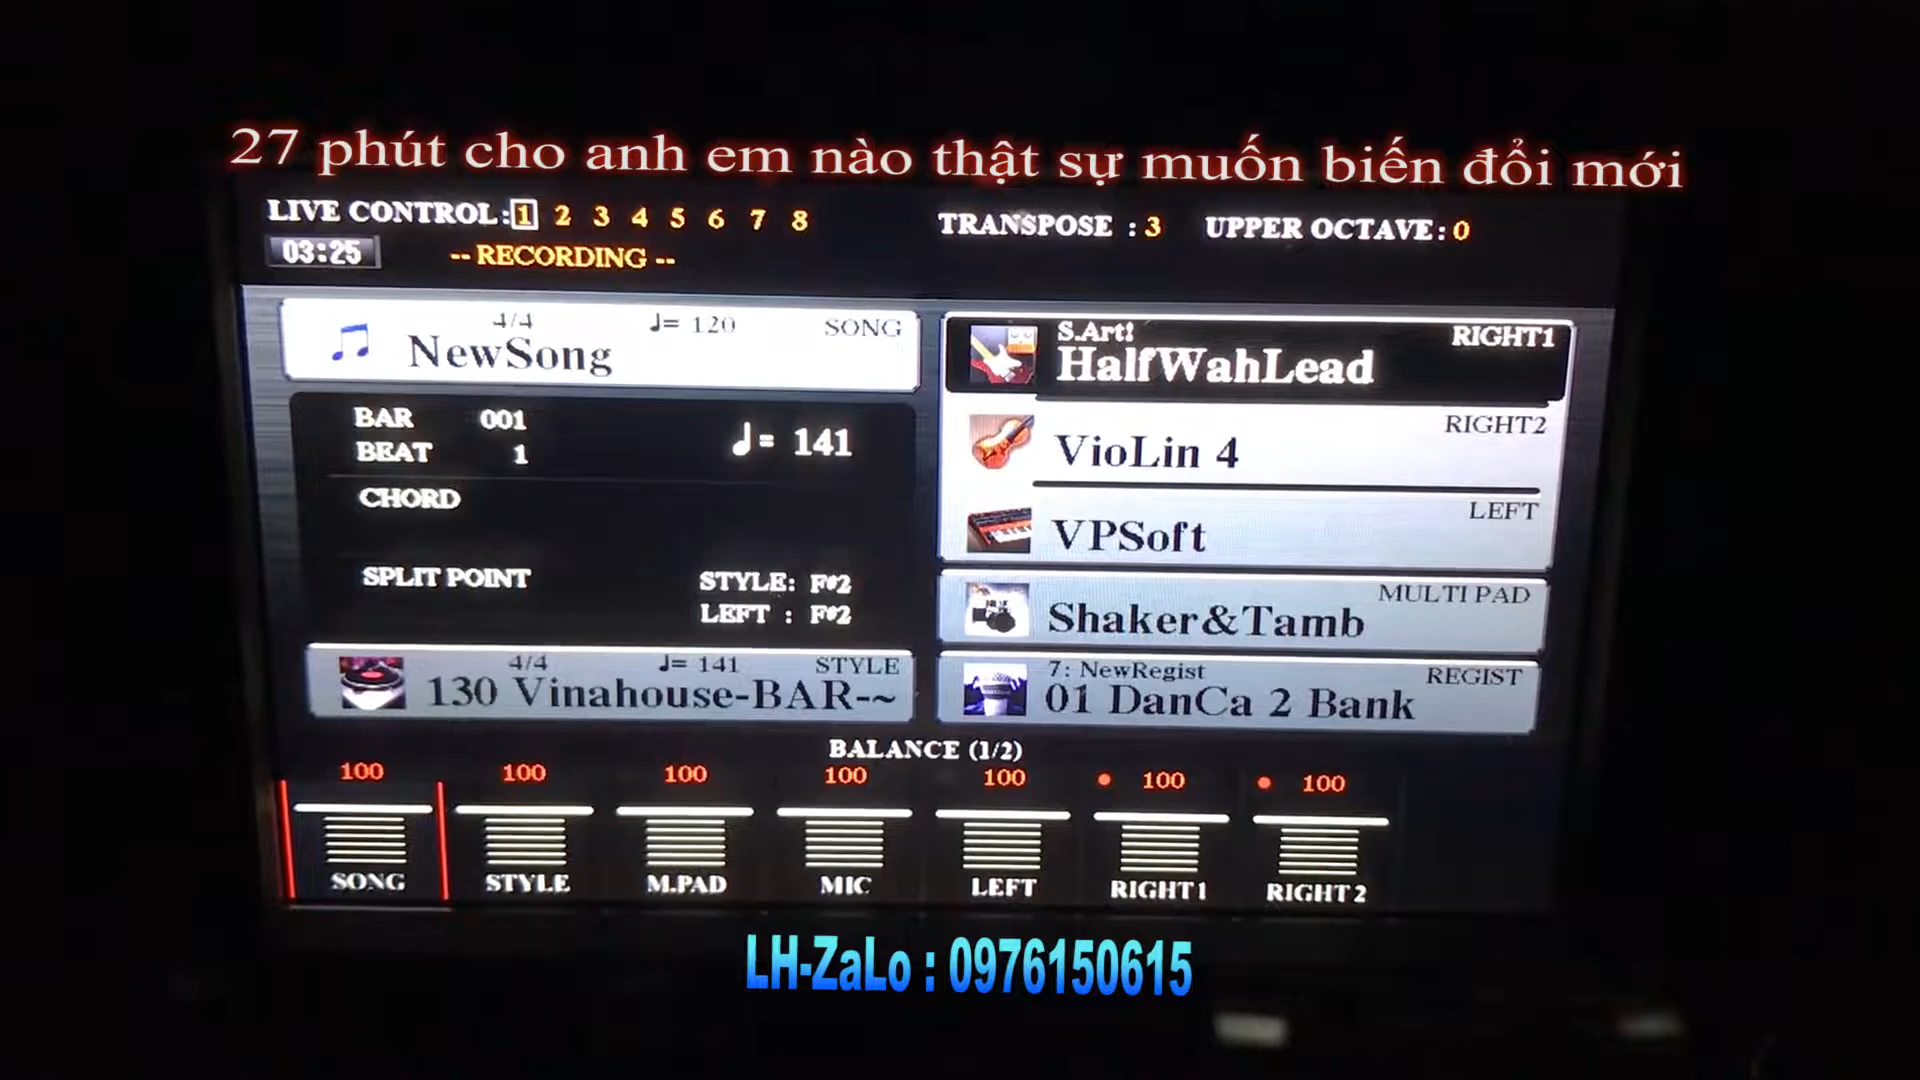 27 phút cho anh em nào thật sự muốn biến đổi mới
LIVE CONTROL: 1 2 3 4 5 6 7 8
TRANSPOSE : 3
UPPER OCTAVE: 0
03:25
-- RECORDING --
4/4 ♩= 120 SONG
NewSong
BAR 001
BEAT 1
♩= 141
CHORD
SPLIT POINT
STYLE: F#2
LEFT : F#2
4/4 ♩= 141 STYLE
130 Vinahouse-BAR-~
S.Art! RIGHT1
HalfWahLead
RIGHT2
VioLin 4
LEFT
VPSoft
MULTI PAD
Shaker&Tamb
7: NewRegist REGIST
01 DanCa 2 Bank
BALANCE (1/2)
100 100 100 100 100 100 100
SONG STYLE M.PAD MIC LEFT RIGHT1 RIGHT2
LH-ZaLo : 0976150615